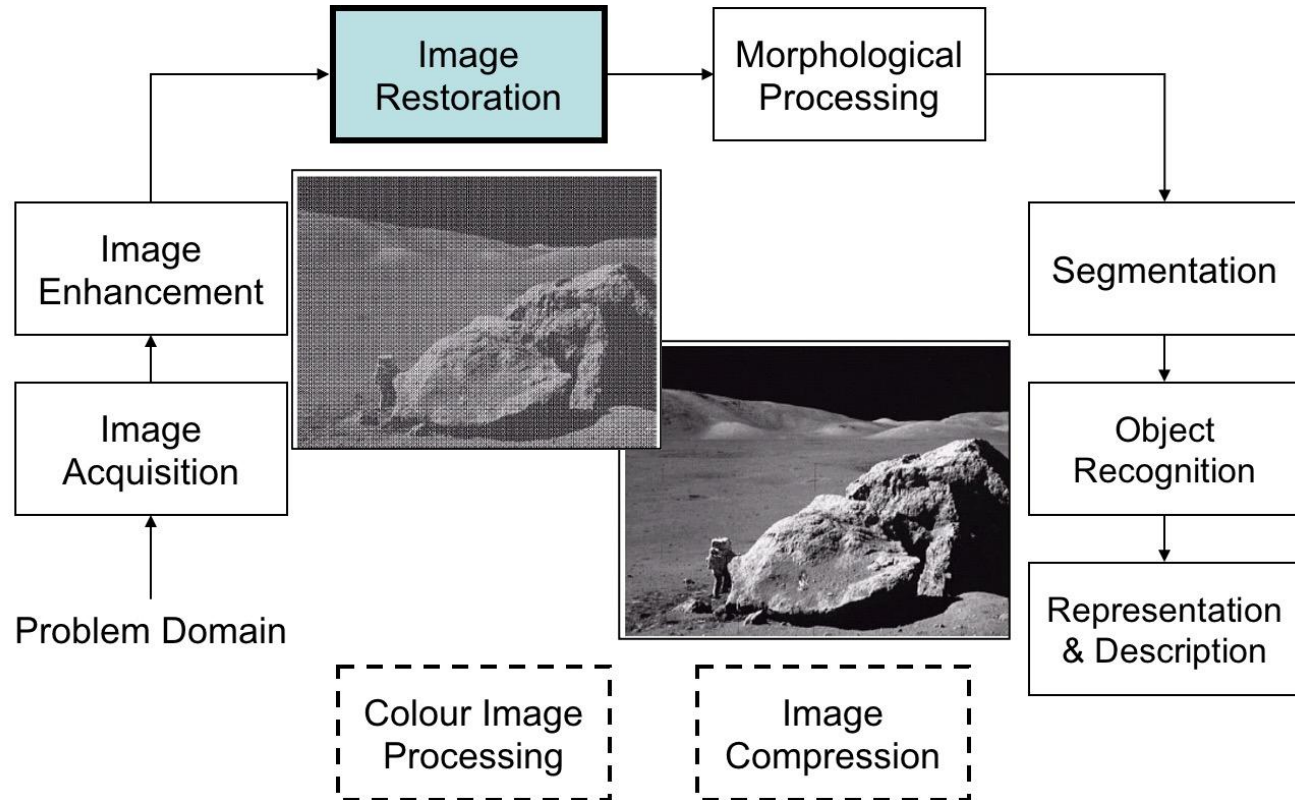 Image
Restoration
Morphological
Processing
Image
Enhancement
Segmentation
Image
Acquisition
Object
Recognition
Problem Domain
Representation
& Description
Colour Image
Processing
Image
Compression